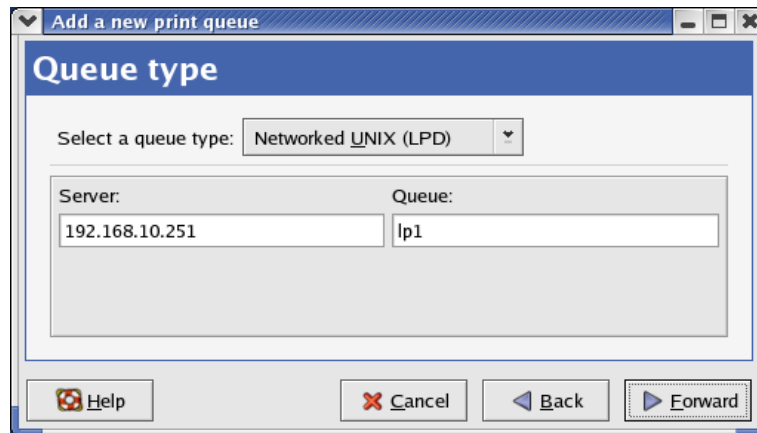 Add a new print queue
Queue type
Select a queue type: Networked UNIX (LPD)
Server: Queue:
192.168.10.251 lp1
Help Cancel Back Forward